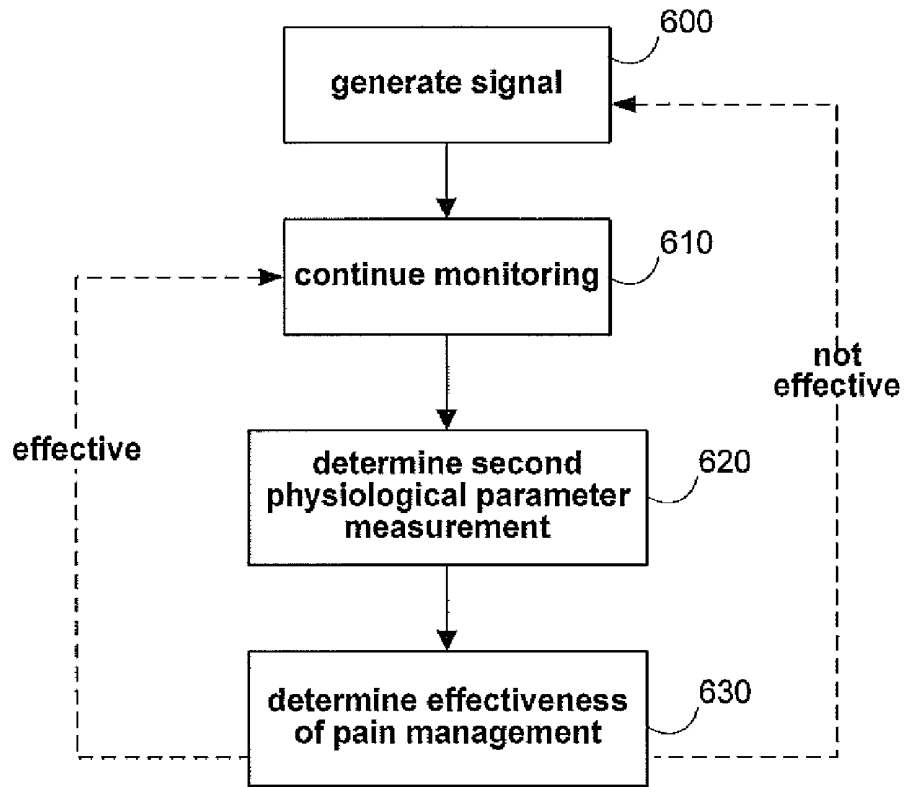 600
generate signal
610
continue monitoring
not
effective
effective
determine second
physiological parameter
measurement
620
determine effectiveness
of pain management
630